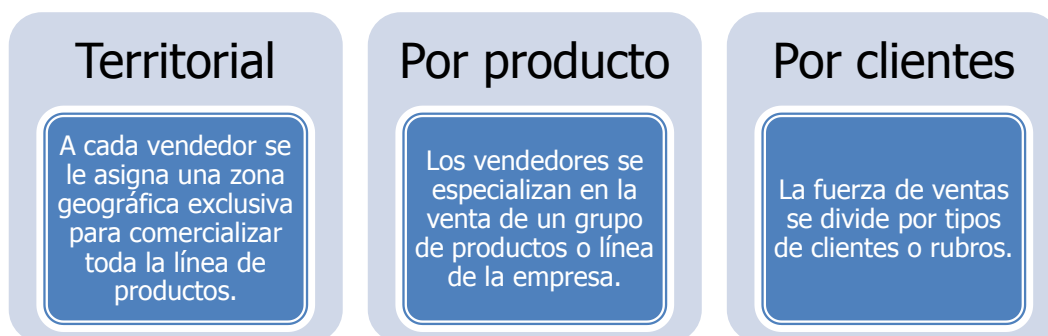 Territorial
A cada vendedor se
le asigna una zona
geográfica exclusiva
para comercializar
toda la línea de
productos.
Por producto
Los vendedores se
especializan en la
venta de un grupo
de productos o línea
de la empresa.
Por clientes
La fuerza de ventas
se divide por tipos
de clientes o rubros.